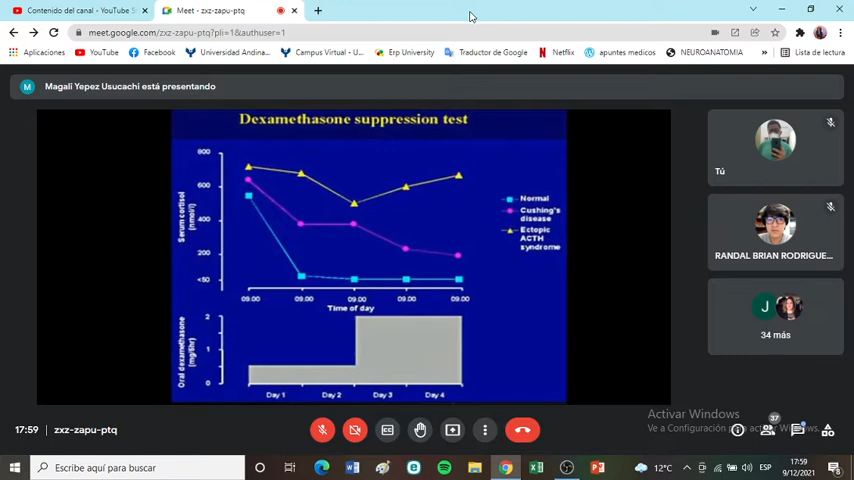 Contenido del canal - YouTube St
Meet - zxz-zapu-ptq
meet.google.com/zxz-zapu-ptq?pli=1&authuser=1
Aplicaciones
YouTube
Facebook
Universidad Andina...
Campus Virtual - U...
Erp University
Traductor de Google
Netflix
apuntes medicos
NEUROANATOMIA
Lista de lectura
M
Magali Yepez Usucachi está presentando
Dexamethasone suppression test
Serum cortisol
(nmol/l)
800
600
400
200
<50
09.00 09.00 09.00 09.00 09.00
Time of day
Normal
Cushing's
disease
Ectopic
ACTH
syndrome
Oral dexamethasone
(mg/6hr)
2
1
0
Day 1 Day 2 Day 3 Day 4
Tú
RANDAL BRIAN RODRIGUE...
J
34 más
Activar Windows
Ve a Configuración para activar Windows.
17:59
zxz-zapu-ptq
37
Escribe aquí para buscar
12°C
ESP
17:59
9/12/2021